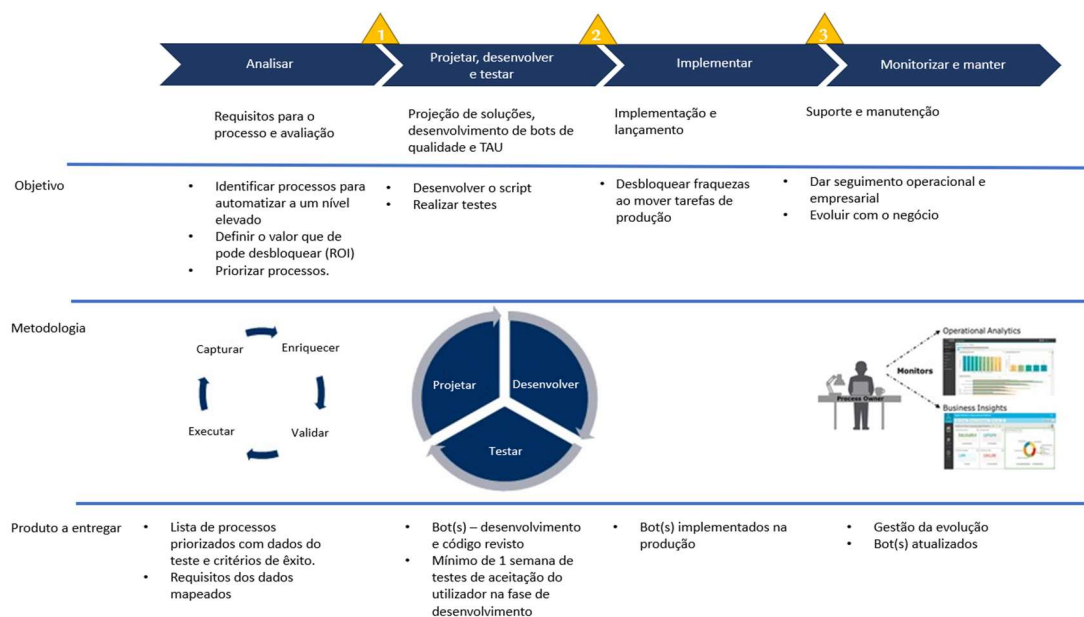 1
2
3
Analisar
Projetar, desenvolver
e testar
Implementar
Monitorizar e manter
Requisitos para o
processo e avaliação
Projeção de soluções,
desenvolvimento de bots de
qualidade e TAU
Implementação e
lançamento
Suporte e manutenção
Objetivo
• Identificar processos para
automatizar a um nível
elevado
• Definir o valor que de
pode desbloquear (ROI)
• Priorizar processos.
• Desenvolver o script
• Realizar testes
• Desbloquear fraquezas
ao mover tarefas de
produção
• Dar seguimento operacional e
empresarial
• Evoluir com o negócio
Metodologia
Capturar
Enriquecer
Executar
Validar
Projetar
Desenvolver
Testar
Operational Analytics
Monitors
Process Owner
Business Insights
Produto a entregar
• Lista de processos
priorizados com dados do
teste e critérios de êxito.
• Requisitos dos dados
mapeados
• Bot(s) – desenvolvimento
e código revisto
• Mínimo de 1 semana de
testes de aceitação do
utilizador na fase de
desenvolvimento
• Bot(s) implementados na
produção
• Gestão da evolução
• Bot(s) atualizados